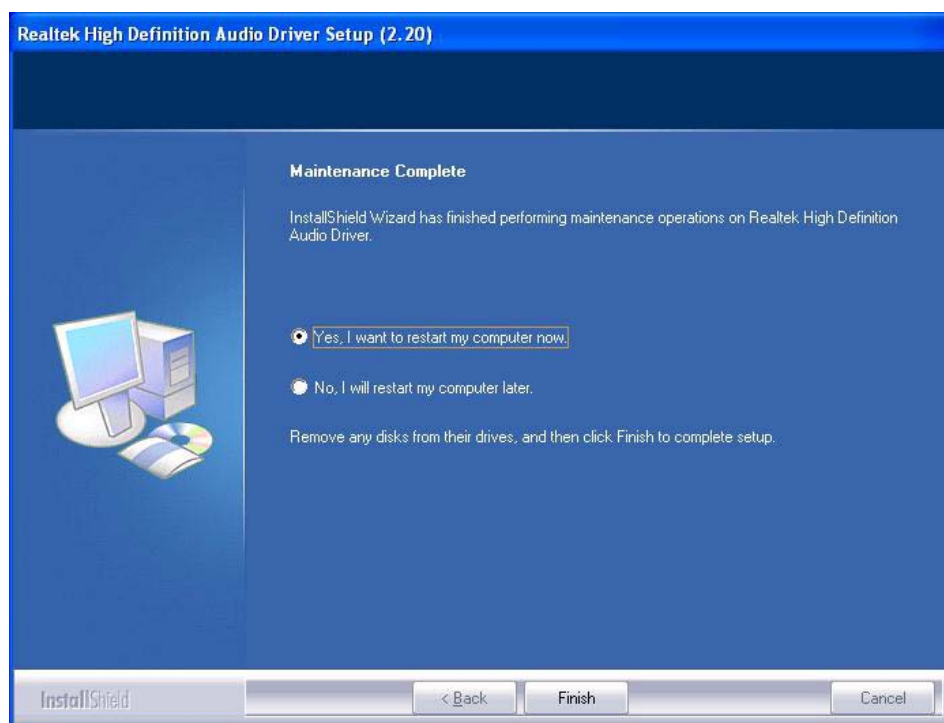 Realtek High Definition Audio Driver Setup (2.20)
Maintenance Complete
InstallShield Wizard has finished performing maintenance operations on Realtek High Definition
Audio Driver.
Yes, I want to restart my computer now.
No, I will restart my computer later.
Remove any disks from their drives, and then click Finish to complete setup.
InstallShield
< Back
Finish
Cancel